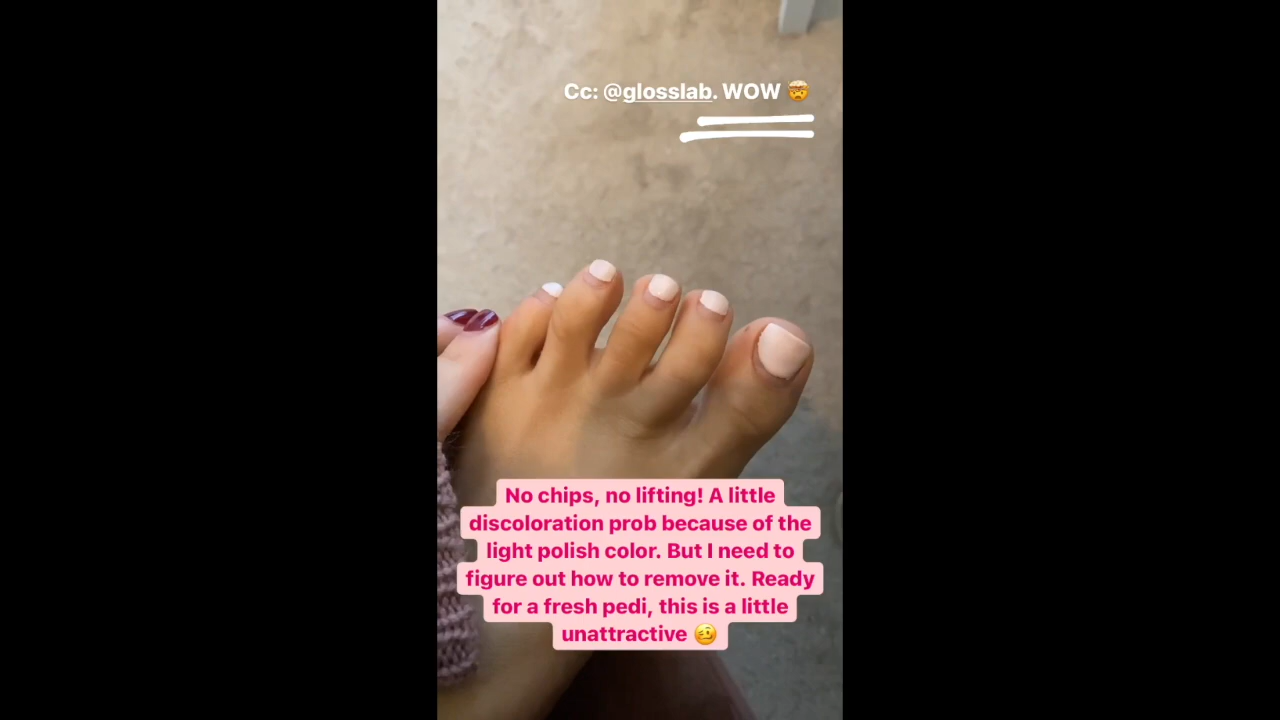 Cc: @glosslab. WOW 🤯
No chips, no lifting! A little
discoloration prob because of the
light polish color. But I need to
figure out how to remove it. Ready
for a fresh pedi, this is a little
unattractive 🥴